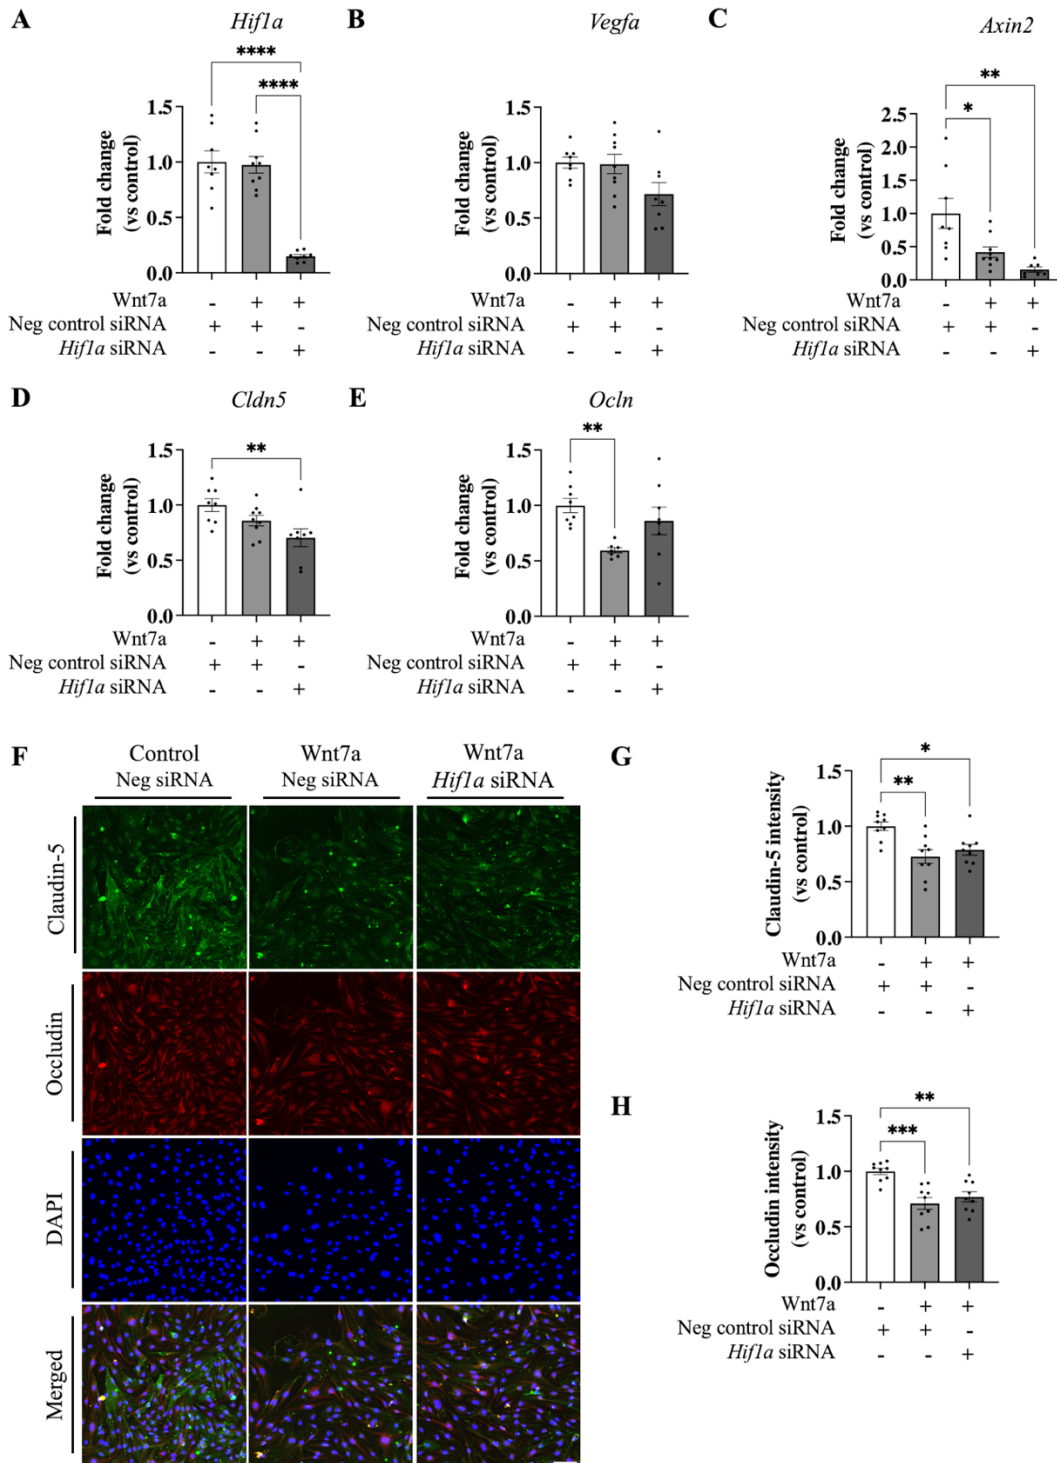 A
Hif1a
****
****
1.5
1.0
0.5
0.0
Fold change
(vs control)
Wnt7a - + +
Neg control siRNA + + -
Hif1a siRNA - - +
B
Vegfa
1.5
1.0
0.5
0.0
Fold change
(vs control)
Wnt7a - + +
Neg control siRNA + + -
Hif1a siRNA - - +
C
Axin2
**
*
2.5
2.0
1.5
1.0
0.5
0.0
Fold change
(vs control)
Wnt7a - + +
Neg control siRNA + + -
Hif1a siRNA - - +
D
Cldn5
**
1.5
1.0
0.5
0.0
Fold change
(vs control)
Wnt7a - + +
Neg control siRNA + + -
Hif1a siRNA - - +
E
Ocln
**
1.5
1.0
0.5
0.0
Fold change
(vs control)
Wnt7a - + +
Neg control siRNA + + -
Hif1a siRNA - - +
F
Control
Neg siRNA
Wnt7a
Neg siRNA
Wnt7a
Hif1a siRNA
Claudin-5
Occludin
DAPI
Merged
G
*
**
1.5
1.0
0.5
0.0
Claudin-5 intensity
(vs control)
Wnt7a - + +
Neg control siRNA + + -
Hif1a siRNA - - +
H
**
***
1.5
1.0
0.5
0.0
Occludin intensity
(vs control)
Wnt7a - + +
Neg control siRNA + + -
Hif1a siRNA - - +